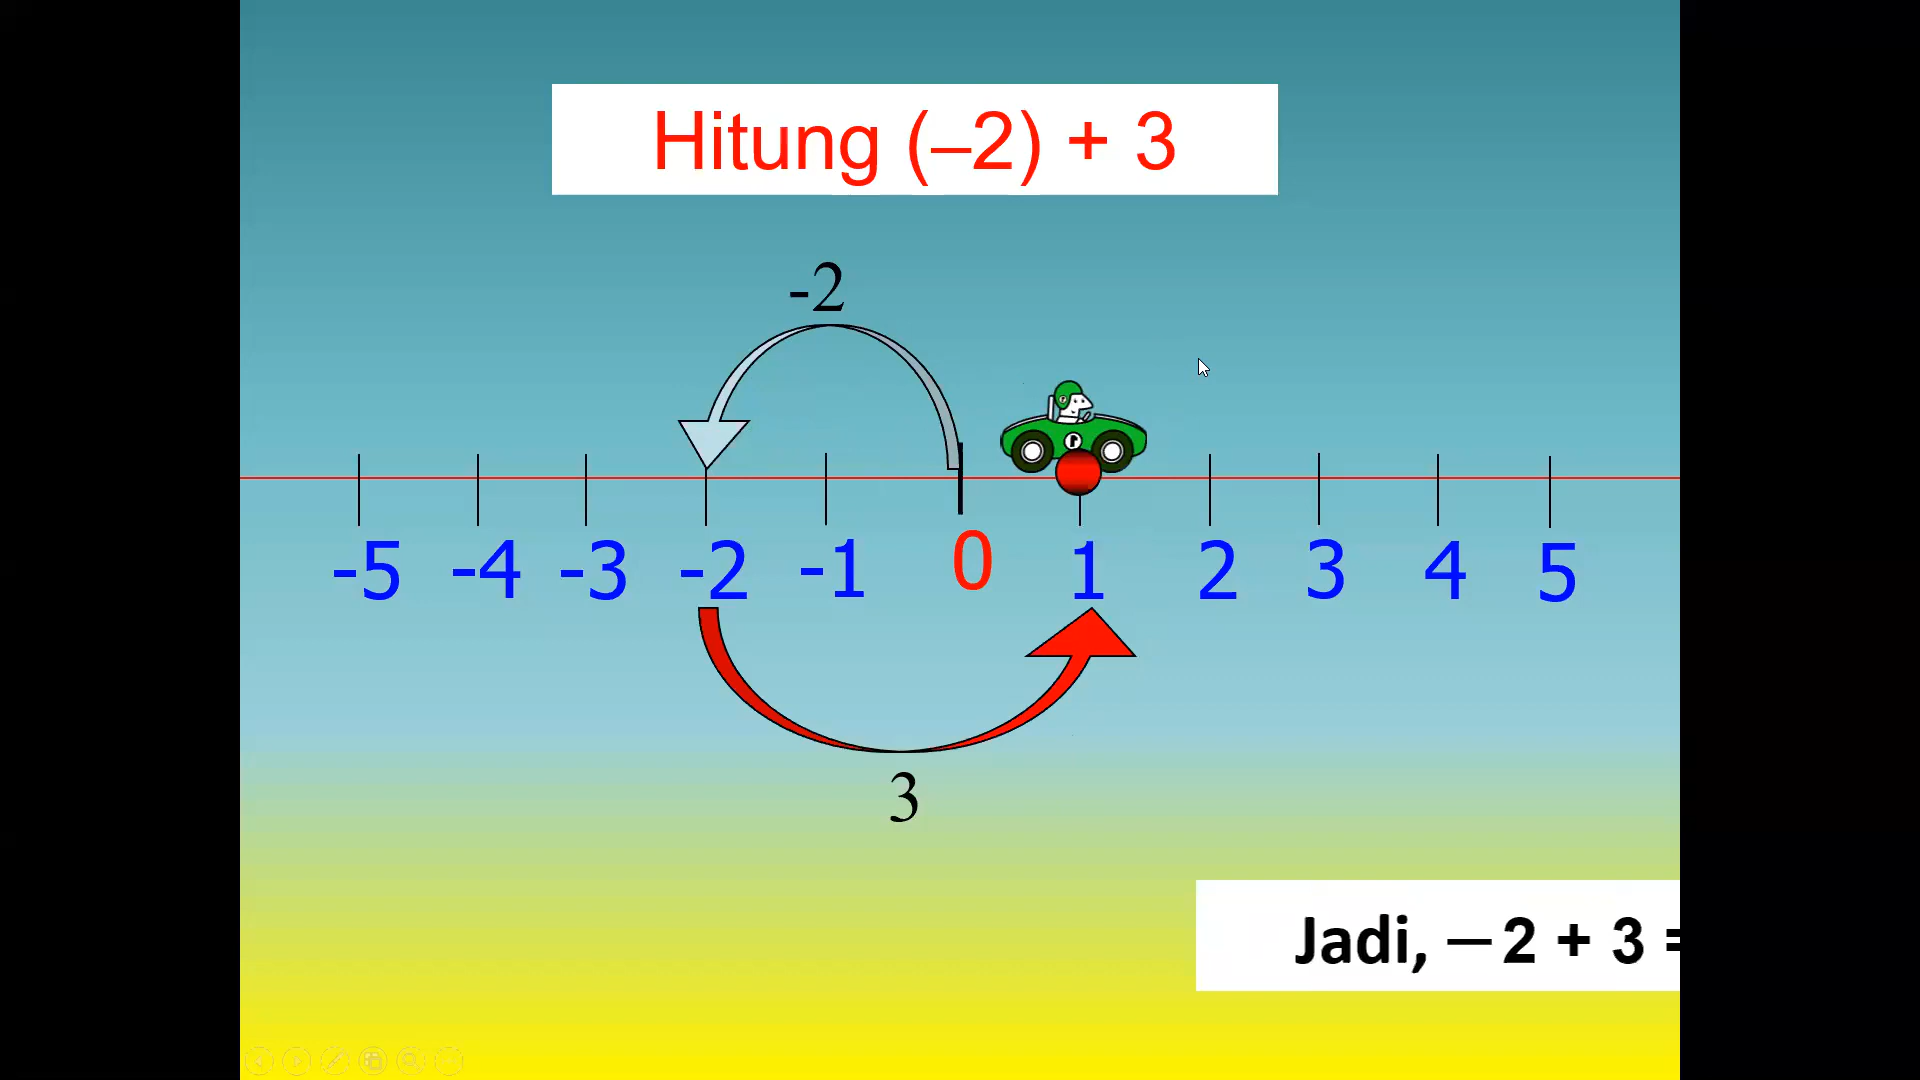 Hitung (–2) + 3
-2
-5 -4 -3 -2 -1 0 1 2 3 4 5
3
Jadi, —2 + 3 =